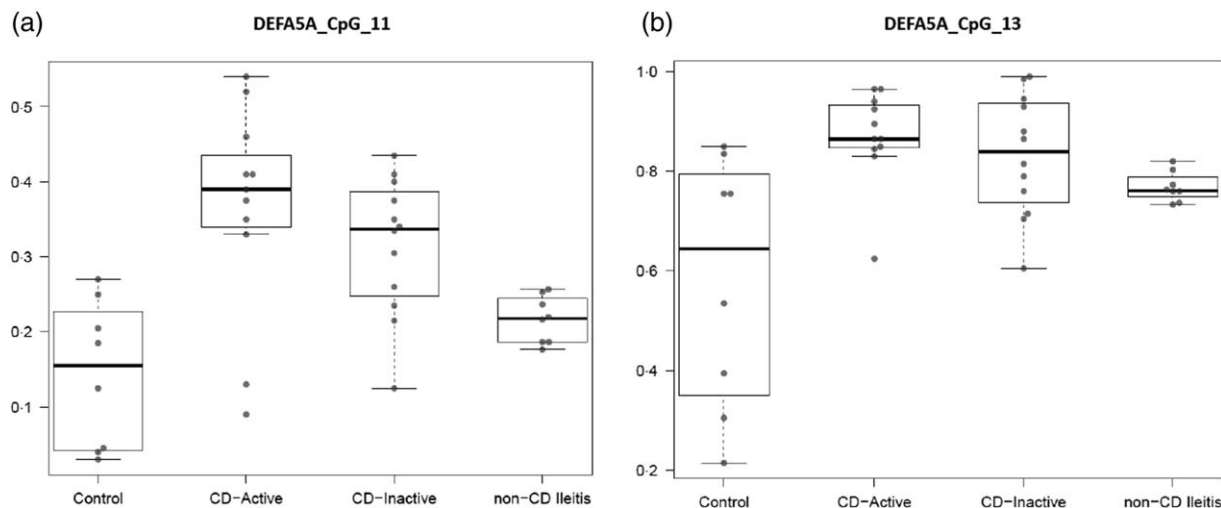 (a)
DEFA5A_CpG_11
0·5
0·4
0·3
0·2
0·1
Control CD−Active CD−Inactive non-CD Ileitis
(b)
DEFA5A_CpG_13
1·0
0·8
0·6
0·4
0·2
Control CD−Active CD−Inactive non-CD Ileitis